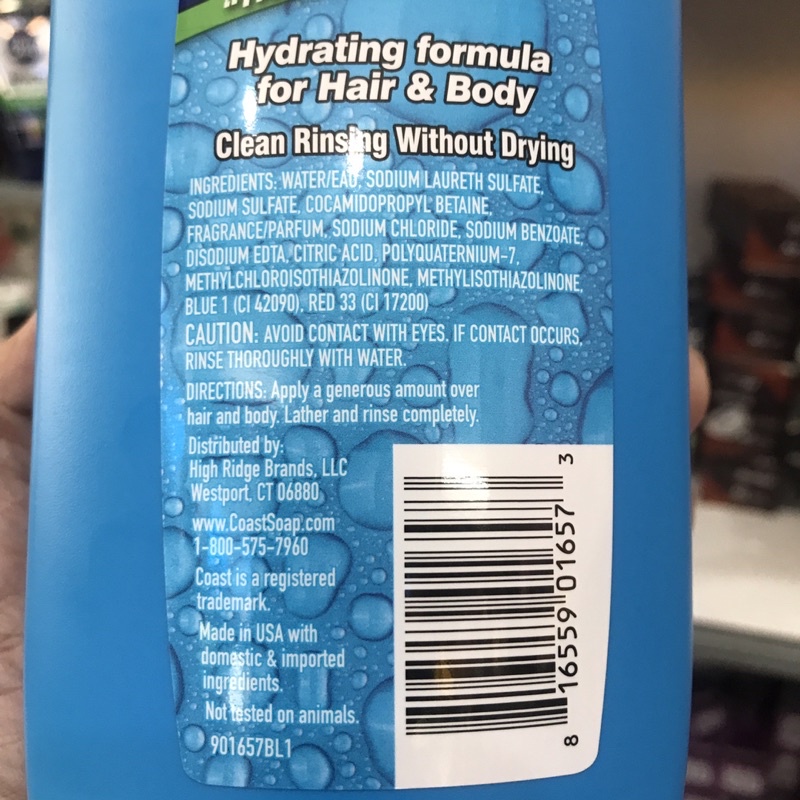 Hydrating formula
for Hair & Body
Clean Rinsing Without Drying
INGREDIENTS: WATER/EAU, SODIUM LAURETH SULFATE,
SODIUM SULFATE, COCAMIDOPROPYL BETAINE,
FRAGRANCE/PARFUM, SODIUM CHLORIDE, SODIUM BENZOATE,
DISODIUM EDTA, CITRIC ACID, POLYQUATERNIUM-7,
METHYLCHLOROISOTHIAZOLINONE, METHYLISOTHIAZOLINONE,
BLUE 1 (CI 42090), RED 33 (CI 17200)
CAUTION: AVOID CONTACT WITH EYES. IF CONTACT OCCURS,
RINSE THOROUGHLY WITH WATER.
DIRECTIONS: Apply a generous amount over
hair and body. Lather and rinse completely.
Distributed by:
High Ridge Brands, LLC
Westport, CT 06880
www.CoastSoap.com
1-800-575-7960
Coast is a registered
trademark.
Made in USA with
domestic & imported
ingredients.
Not tested on animals.
901657BL1
8 16559 01657 3